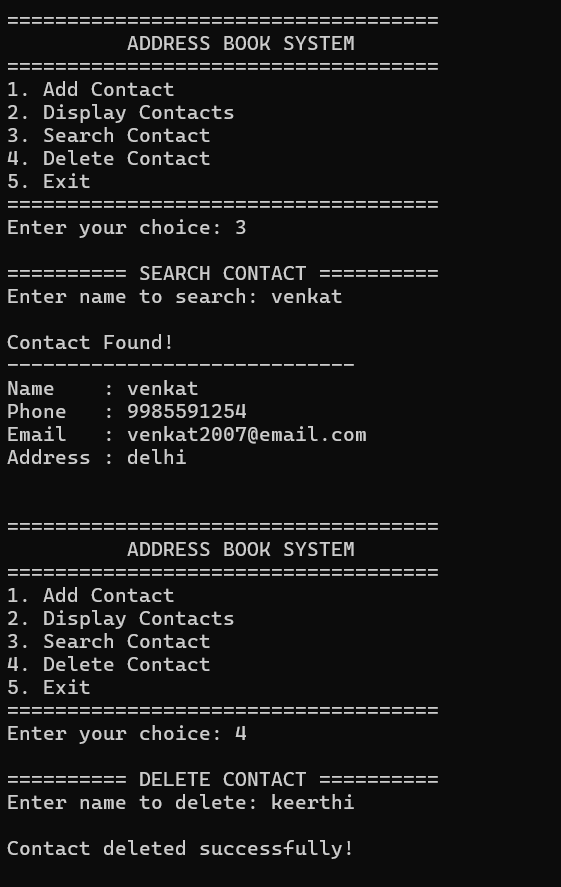 ====================================
          ADDRESS BOOK SYSTEM
====================================
1. Add Contact
2. Display Contacts
3. Search Contact
4. Delete Contact
5. Exit
====================================
Enter your choice: 3

========== SEARCH CONTACT ==========
Enter name to search: venkat

Contact Found!
-----------------------------
Name    : venkat
Phone   : 9985591254
Email   : venkat2007@email.com
Address : delhi


====================================
          ADDRESS BOOK SYSTEM
====================================
1. Add Contact
2. Display Contacts
3. Search Contact
4. Delete Contact
5. Exit
====================================
Enter your choice: 4

========== DELETE CONTACT ==========
Enter name to delete: keerthi

Contact deleted successfully!